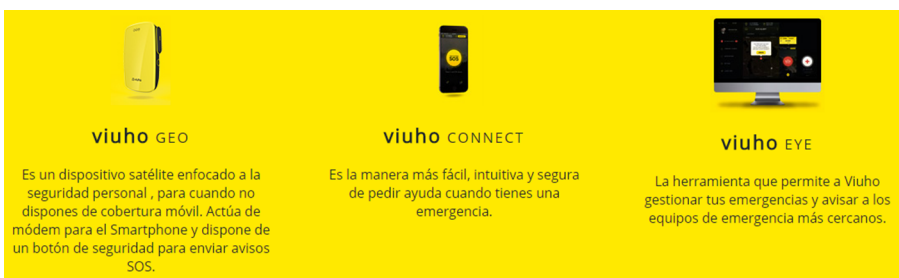 viuho GEO
Es un dispositivo satélite enfocado a la
seguridad personal , para cuando no
dispones de cobertura móvil. Actúa de
módem para el Smartphone y dispone de
un botón de seguridad para enviar avisos
SOS.
SOS
viuho CONNECT
Es la manera más fácil, intuitiva y segura
de pedir ayuda cuando tienes una
emergencia.
viuho EYE
La herramienta que permite a Viuho
gestionar tus emergencias y avisar a los
equipos de emergencia más cercanos.